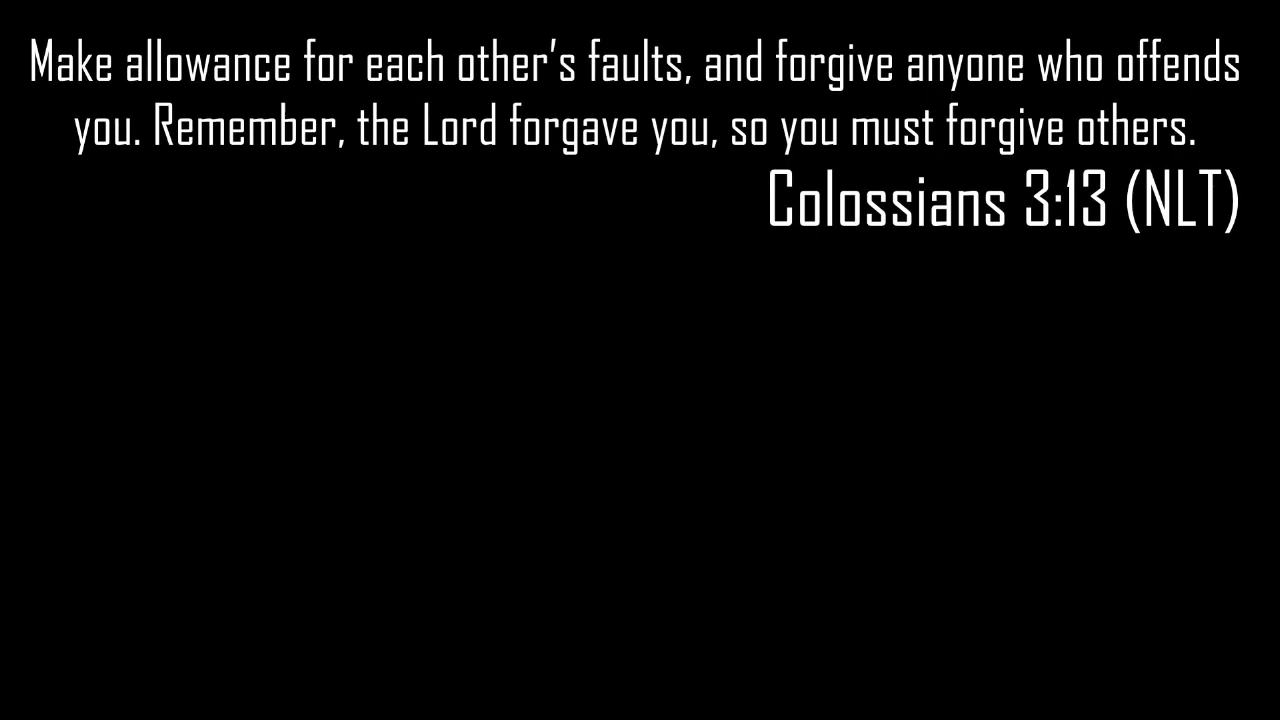 Make allowance for each other's faults, and forgive anyone who offends
you. Remember, the Lord forgave you, so you must forgive others.
Colossians 3:13 (NLT)